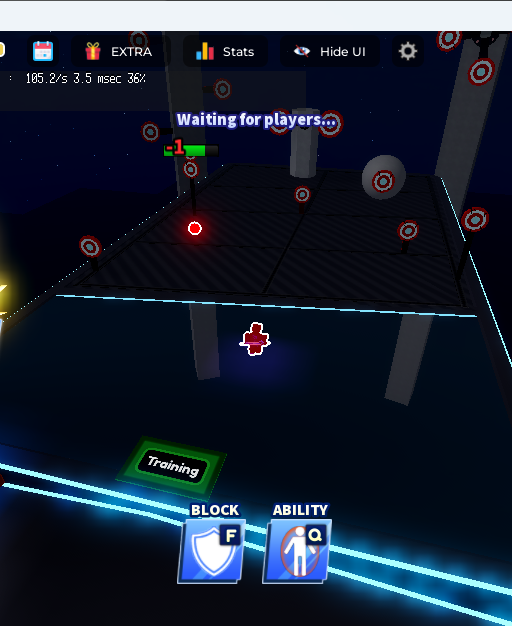 EXTRA
Stats
Hide UI
: 105.2/s 3.5 msec 36%
Waiting for players...
-1
Training
BLOCK
ABILITY
F
Q